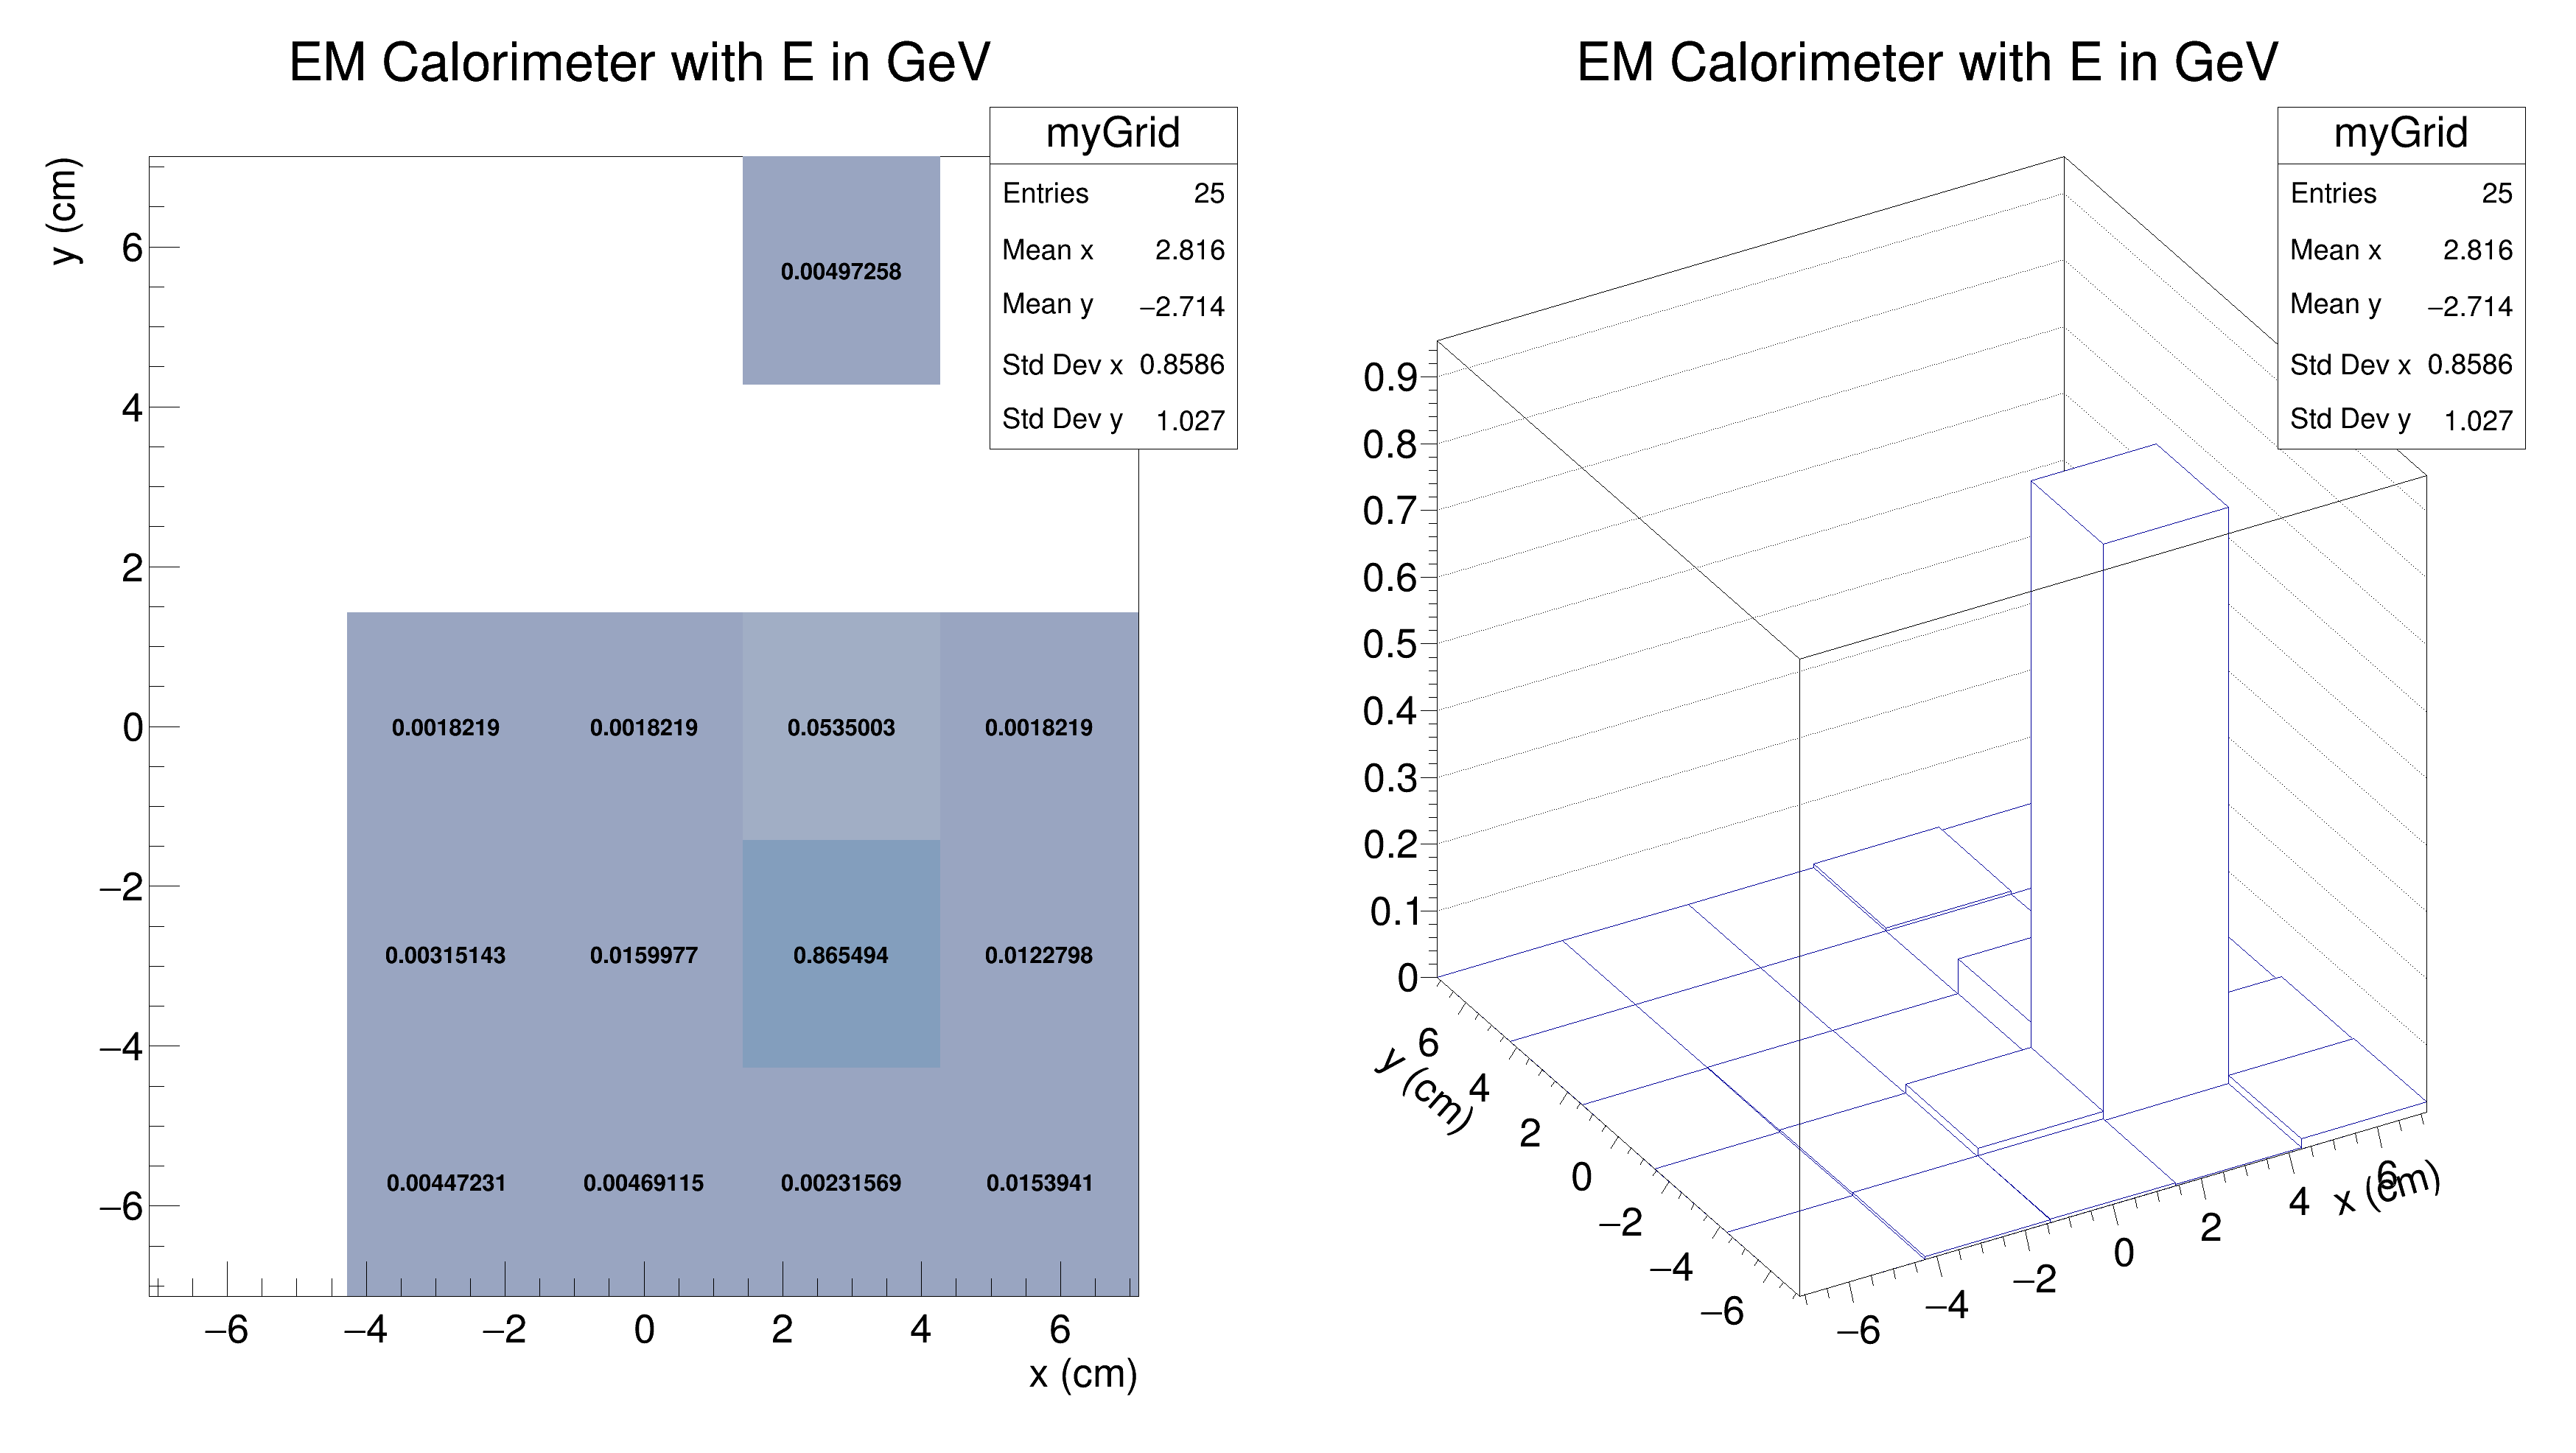 EM Calorimeter with E in GeV
myGrid
Entries 25
Mean x 2.816
Mean y −2.714
Std Dev x 0.8586
Std Dev y 1.027
y (cm)
6
4
2
0
−2
−4
−6
0.00497258
0.0018219 0.0018219 0.0535003 0.0018219
0.00315143 0.0159977 0.865494 0.0122798
0.00447231 0.00469115 0.00231569 0.0153941
−6 −4 −2 0 2 4 6
x (cm)
EM Calorimeter with E in GeV
myGrid
Entries 25
Mean x 2.816
Mean y −2.714
Std Dev x 0.8586
Std Dev y 1.027
0.9
0.8
0.7
0.6
0.5
0.4
0.3
0.2
0.1
0
y (cm)
6
4
2
0
−2
−4
−6
−6
−4
−2
0
2
4
6
x (cm)